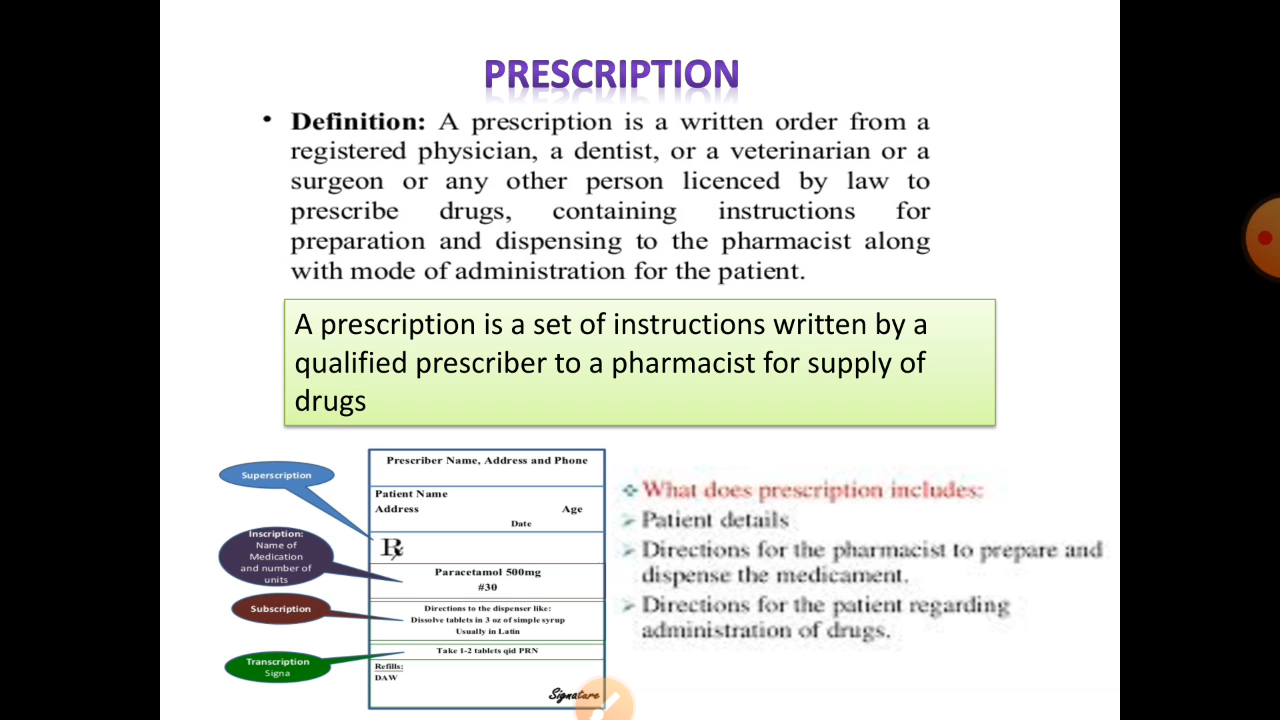 PRESCRIPTION
• Definition: A prescription is a written order from a
registered physician, a dentist, or a veterinarian or a
surgeon or any other person licenced by law to
prescribe drugs, containing instructions for
preparation and dispensing to the pharmacist along
with mode of administration for the patient.
A prescription is a set of instructions written by a
qualified prescriber to a pharmacist for supply of
drugs
Superscription
Inscription:
Name of
Medication
and number of
units
Subscription
Transcription
Signa
Prescriber Name, Address and Phone
Patient Name
Address Age
Date
℞
Paracetamol 500mg
#30
Directions to the dispenser like:
Dissolve tablets in 3 oz of simple syrup
Usually in Latin
Take 1-2 tablets qid PRN
Refills:
DAW
Signature
❖ What does prescription includes:
➢ Patient details
➢ Directions for the pharmacist to prepare and
dispense the medicament.
➢ Directions for the patient regarding
administration of drugs.